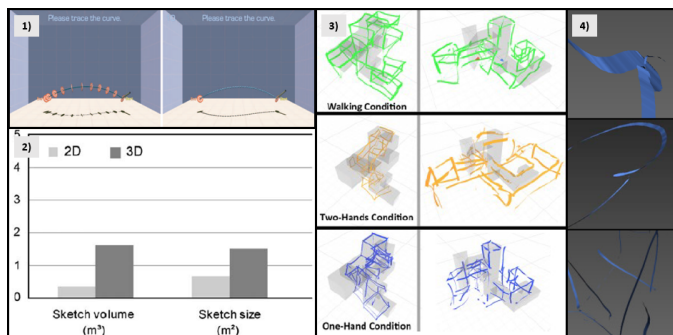 1)
Please trace the curve.
Please trace the curve.
2)
2D
3D
5
4
3
2
1
0
Sketch volume
(m³)
Sketch size
(m²)
3)
Walking Condition
Two-Hands Condition
One-Hand Condition
4)